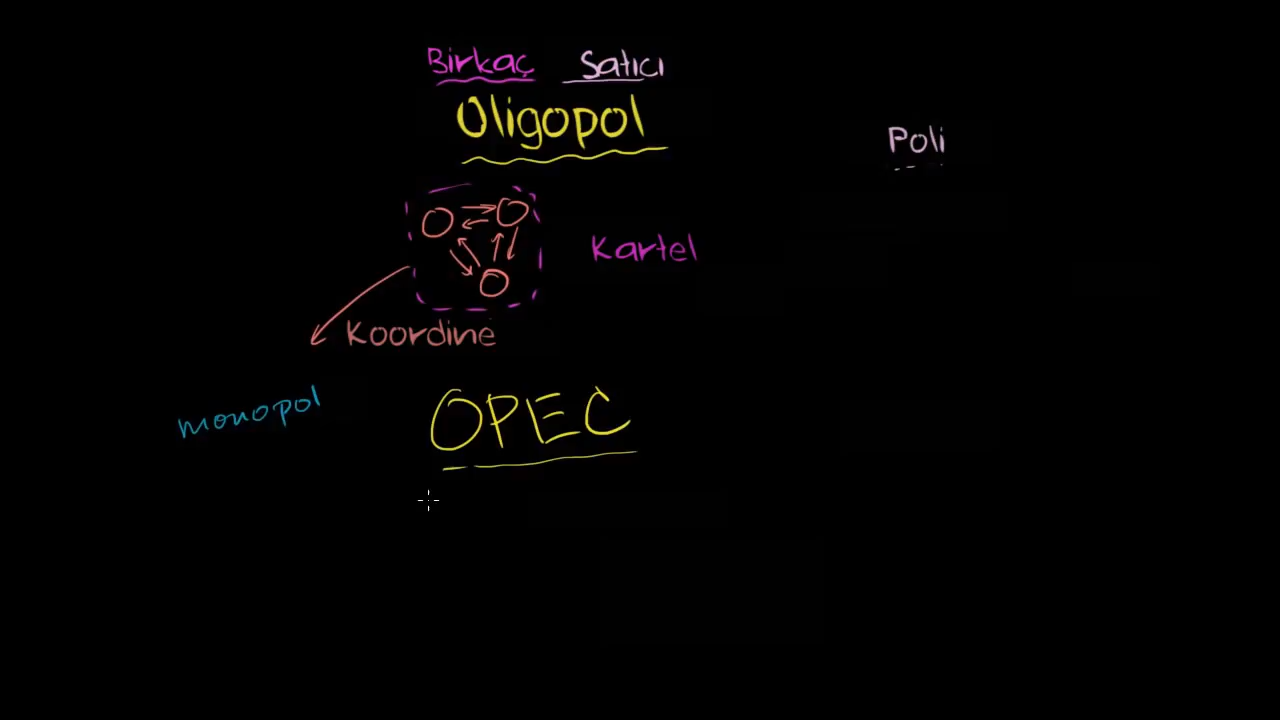 Birkaç Satıcı
Oligopol
Poli
Kartel
Koordine
monopol
OPEC